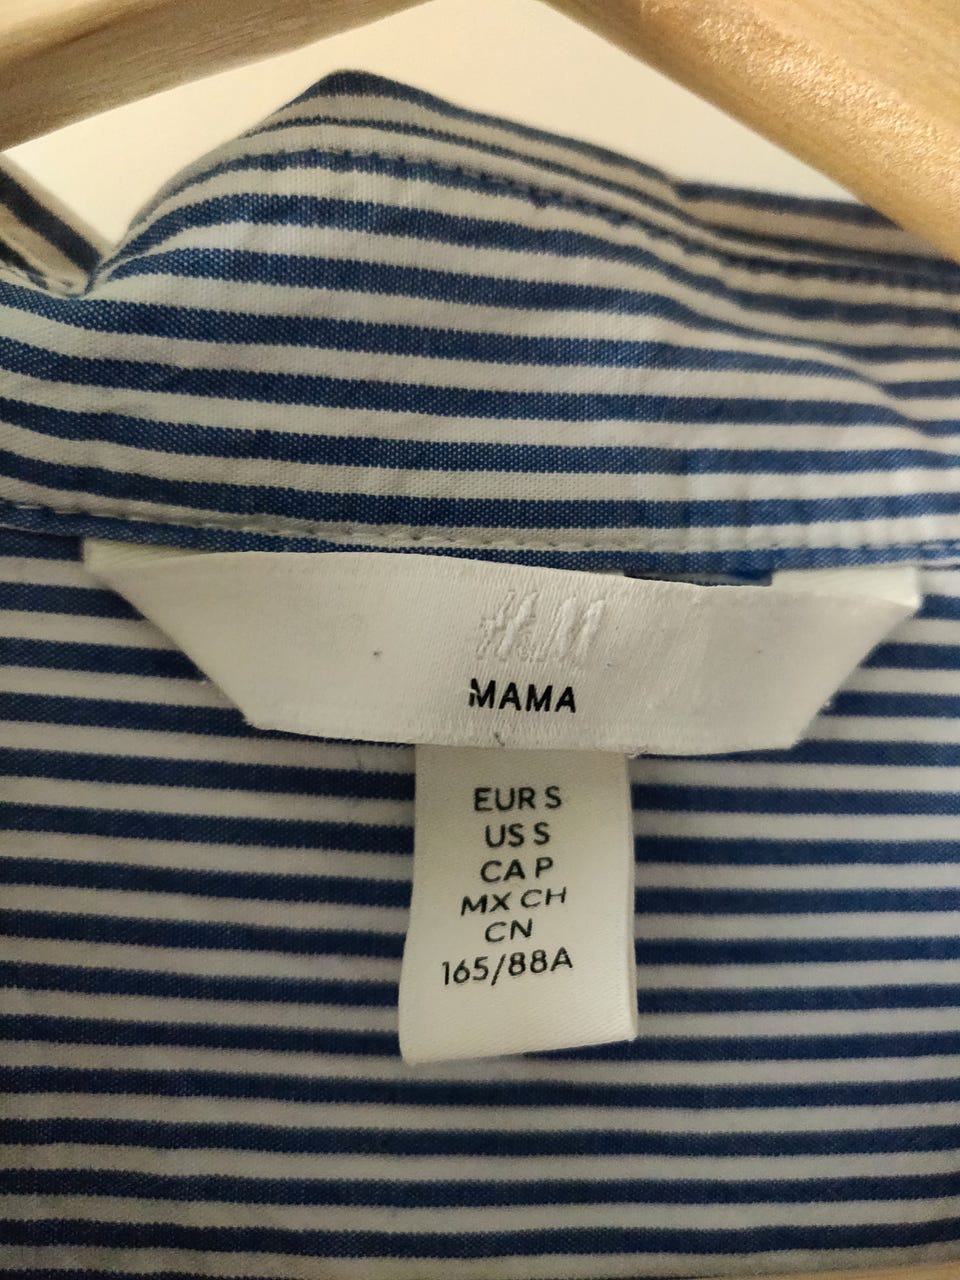 H&M
MAMA
EUR S
US S
CA P
MX CH
CN
165/88A